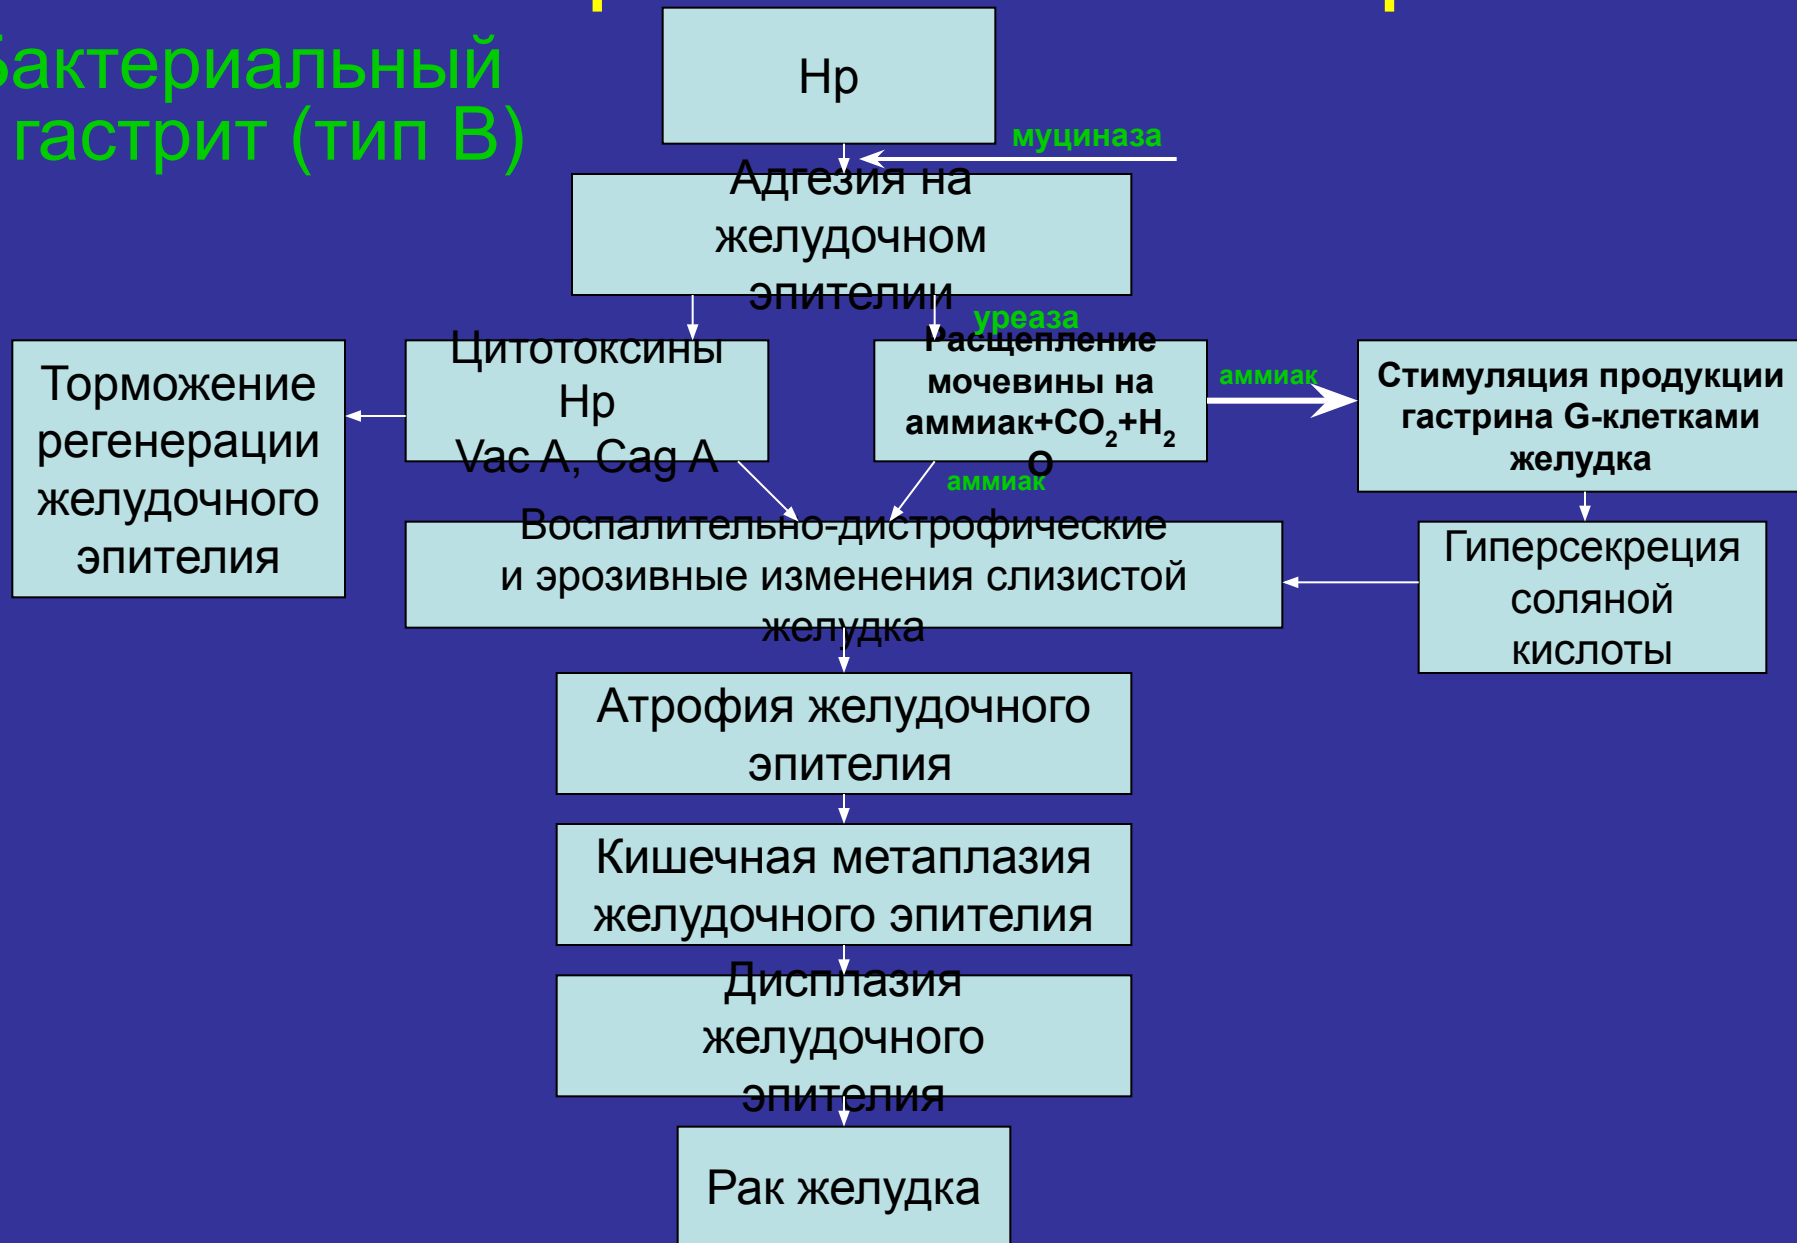 Бактериальный
гастрит (тип В)
Нр
муциназа
Адгезия на
желудочном
эпителии
уреаза
Торможение
регенерации
желудочного
эпителия
Цитотоксины
Нр
Vac A, Cag A
Расщепление
мочевины на
аммиак+CO2+H2
O
аммиак
Стимуляция продукции
гастрина G-клетками
желудка
аммиак
Воспалительно-дистрофические
и эрозивные изменения слизистой
желудка
Гиперсекреция
соляной
кислоты
Атрофия желудочного
эпителия
Кишечная метаплазия
желудочного эпителия
Дисплазия
желудочного
эпителия
Рак желудка